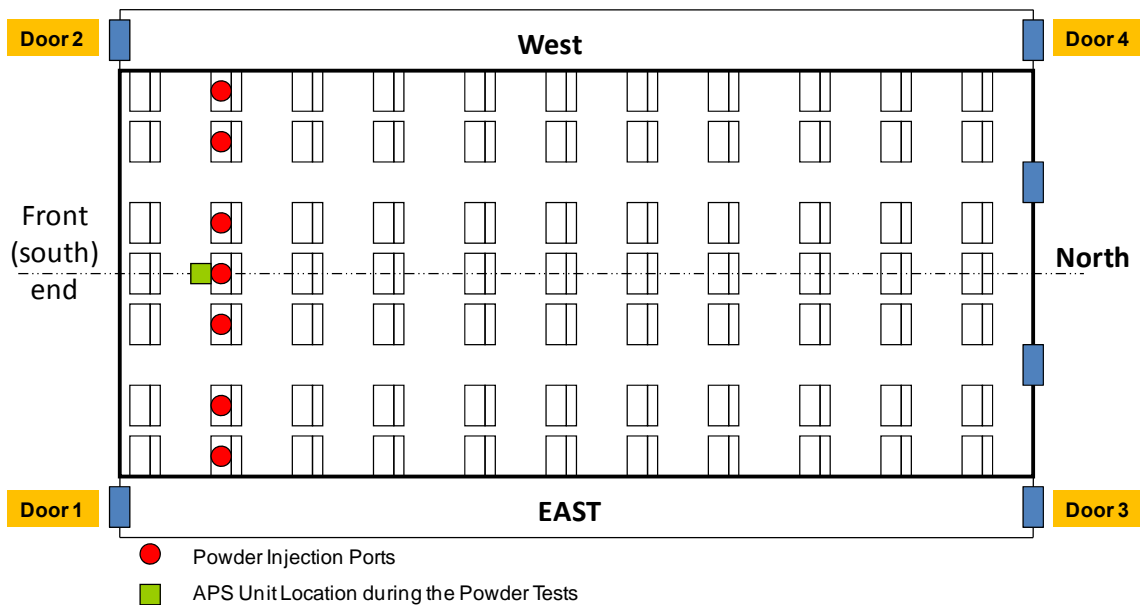 Door 2
West
Door 4
Front
(south)
end
North
Door 1
EAST
Door 3
Powder Injection Ports
APS Unit Location during the Powder Tests